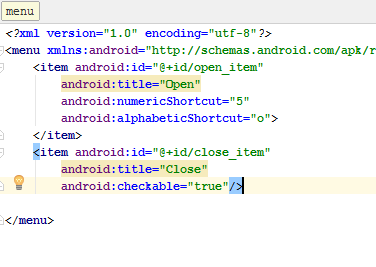 menu
<?xml version="1.0" encoding="utf-8"?>
<menu xmlns:android="http://schemas.android.com/apk/r
<item android:id="@+id/open_item"
android:title="Open"
android:numericShortcut="5"
android:alphabeticShortcut="o">
</item>
<item android:id="@+id/close_item"
android:title="Close"
android:checkable="true"/>
</menu>